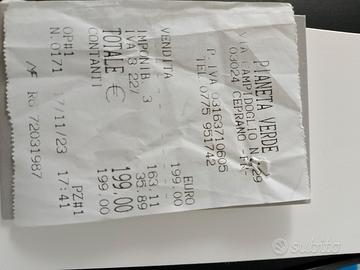 PIANETA VERDE
VIA CAMPIDOGLIO N. 29
03024 CEPRANO -FR-
P.IVA 03163710605
TEL 0775 951742
EURO
VENDITA 199,00
IMPONIB. 3 163,11
IVA 3 22% 35,89
TOTALE € 199,00
CONTANTI 199,00
OP#1 PZ#1
N.0171 17/11/23 17:41
RG 72031987
subito